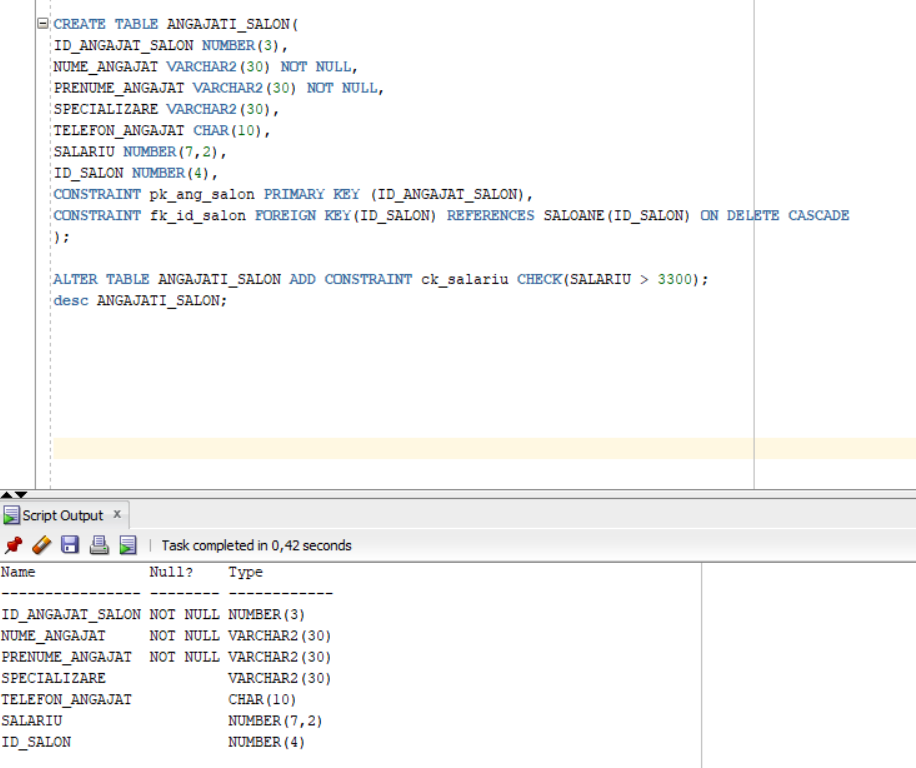 CREATE TABLE ANGAJATI_SALON(
ID_ANGAJAT_SALON NUMBER(3),
NUME_ANGAJAT VARCHAR2(30) NOT NULL,
PRENUME_ANGAJAT VARCHAR2(30) NOT NULL,
SPECIALIZARE VARCHAR2(30),
TELEFON_ANGAJAT CHAR(10),
SALARIU NUMBER(7,2),
ID_SALON NUMBER(4),
CONSTRAINT pk_ang_salon PRIMARY KEY (ID_ANGAJAT_SALON),
CONSTRAINT fk_id_salon FOREIGN KEY(ID_SALON) REFERENCES SALOANE(ID_SALON) ON DELETE CASCADE
);
ALTER TABLE ANGAJATI_SALON ADD CONSTRAINT ck_salariu CHECK(SALARIU > 3300);
desc ANGAJATI_SALON;
Script Output x
Task completed in 0,42 seconds
Name Null? Type
---------------- -------- ------------
ID_ANGAJAT_SALON NOT NULL NUMBER(3)
NUME_ANGAJAT NOT NULL VARCHAR2(30)
PRENUME_ANGAJAT NOT NULL VARCHAR2(30)
SPECIALIZARE VARCHAR2(30)
TELEFON_ANGAJAT CHAR(10)
SALARIU NUMBER(7,2)
ID_SALON NUMBER(4)